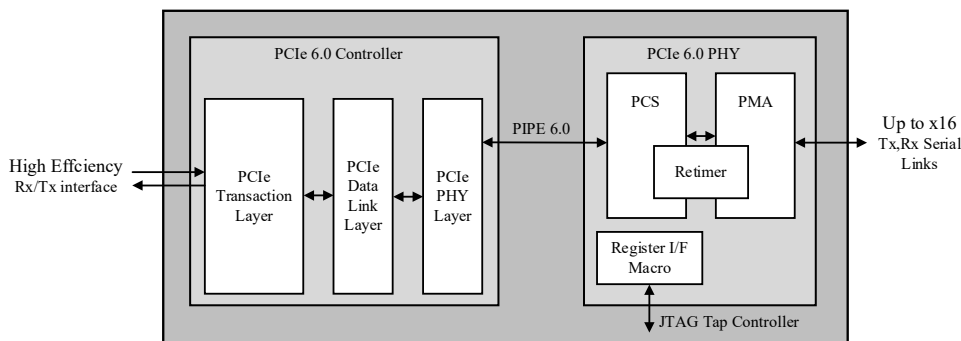 PCIe 6.0 Controller
PCIe 6.0 PHY
High Effciency
Rx/Tx interface
PCIe
Transaction
Layer
PCIe
Data
Link
Layer
PCIe
PHY
Layer
PIPE 6.0
PCS
PMA
Retimer
Register I/F
Macro
JTAG Tap Controller
Up to x16
Tx,Rx Serial
Links